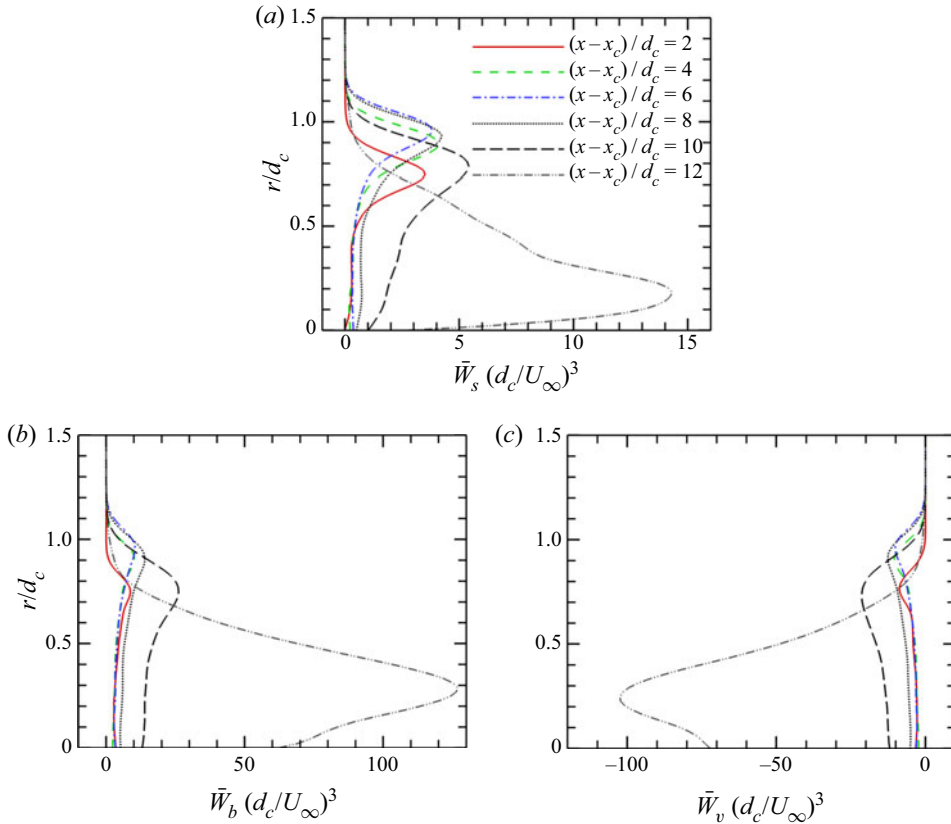 (a)
1.5
1.0
0.5
0
r/d_c
(x – x_c) / d_c = 2
(x – x_c) / d_c = 4
(x – x_c) / d_c = 6
(x – x_c) / d_c = 8
(x – x_c) / d_c = 10
(x – x_c) / d_c = 12
0 5 10 15
W̄_s (d_c/U_∞)^3
(b)
1.5
1.0
0.5
0
r/d_c
0 50 100
W̄_b (d_c/U_∞)^3
(c)
1.5
1.0
0.5
0
–100 –50 0
W̄_v (d_c/U_∞)^3